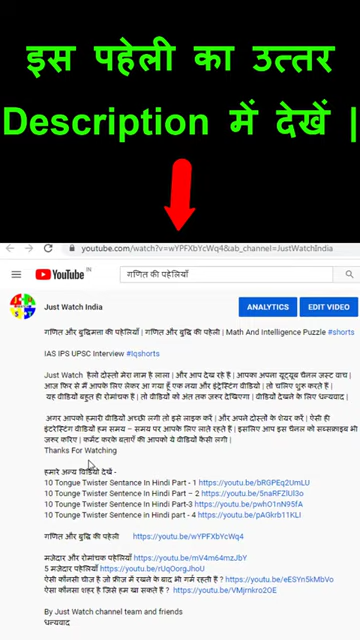 इस पहेली का उत्तर
Description में देखें |
youtube.com/watch?v=wYPFXbYcWq4&ab_channel=JustWatchIndia
YouTube IN
गणित की पहेलियाँ
Just Watch India
ANALYTICS
EDIT VIDEO
गणित और बुद्धिमत्ता की पहेलियाँ | गणित और बुद्धि की पहेली | Math And Intelligence Puzzle #shorts
IAS IPS UPSC Interview #Iqshorts
Just Watch हैलो दोस्तो मेरा नाम है लाला | और आप देख रहे हैं | आपका अपना यूट्यूब चैनल जस्ट वाच |
आज फिर से मैं आपके लिए लेकर आ गया हूँ एक नया और इंट्रेस्टिंग वीडियो | तो चलिए शुरू करते हैं |
यह वीडियो बहुत ही रोमांचक है | तो वीडियो को अंत तक जरूर देखिएगा | वीडियो देखने के लिए धन्यवाद |
अगर आपको हमारी वीडियो अच्छी लगी तो इसे लाइक करें | और अपने दोस्तों के शेयर करें | ऐसी ही
इंटरेस्टिंग वीडियो हम समय – समय पर आपके लिए लाते रहते हैं | इसलिए आप इस चैनल को सब्सक्राइब भी
जरूर करिए | कमेंट करके बताएँ की आपको ये वीडियो कैसी लगी |
Thanks For Watching
हमारे अन्य विडियो देखें -
10 Tounge Twister Sentence In Hindi Part - 1 https://youtu.be/bRGPEq2UmLU
10 Tongue Twister Sentence In Hindi Part – 2 https://youtu.be/5naRFZlUl3o
10 Tongue Twister Sentence In Hindi Part-3 https://youtu.be/pwhO1nN95fA
10 Tongue Twister Sentence In Hindi part - 4 https://youtu.be/pAGkrb11KLI
गणित और बुद्धि की पहेली https://youtu.be/wYPFXbYcWq4
मजेदार और रोमांचक पहेलियाँ https://youtu.be/mV4m64mzJbY
5 मजेदार पहेलियाँ https://youtu.be/rUqOorgJhoU
ऐसी कौनसी चीज है जो फ्रीज में रखने के बाद भी गर्म रहती हैं ? https://youtu.be/eESYn5kMbVo
ऐसा कौनसा शहर है जिसे हम खा सकते हैं ? https://youtu.be/VMjrnkro2OE
By Just Watch channel team and friends
धन्यवाद